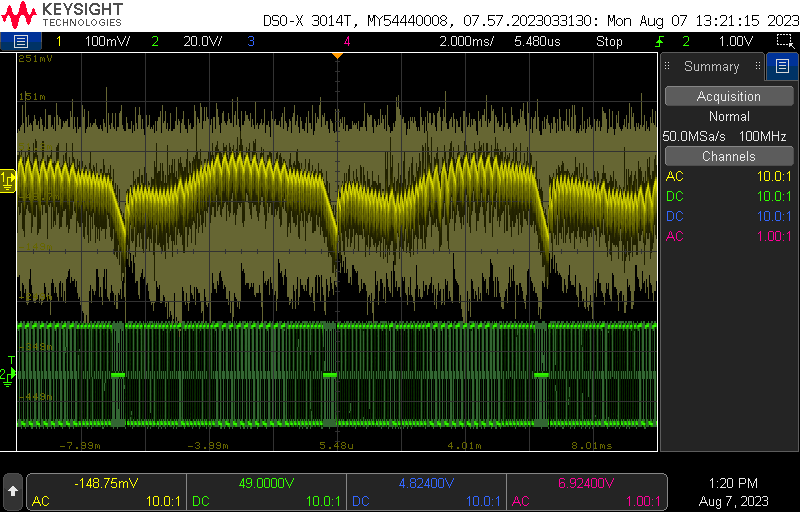 KEYSIGHT
TECHNOLOGIES
DSO-X 3014T, MY54440008, 07.57.2023033130: Mon Aug 07 13:21:15 2023
1 100mV/ 2 20.0V/ 3 4 2.000ms/ 5.480us Stop 2 1.00V
251mV
151m
Summary
Acquisition
Normal
50.0MSa/s 100MHz
Channels
AC 10.0:1
DC 10.0:1
DC 10.0:1
AC 1.00:1
1
T
2
-349m
-449m
-7.99m -3.99m 5.48u 4.01m 8.01ms
-148.75mV 49.0000V 4.82400V 6.92400V
AC 10.0:1 DC 10.0:1 DC 10.0:1 AC 1.00:1
1:20 PM
Aug 7, 2023